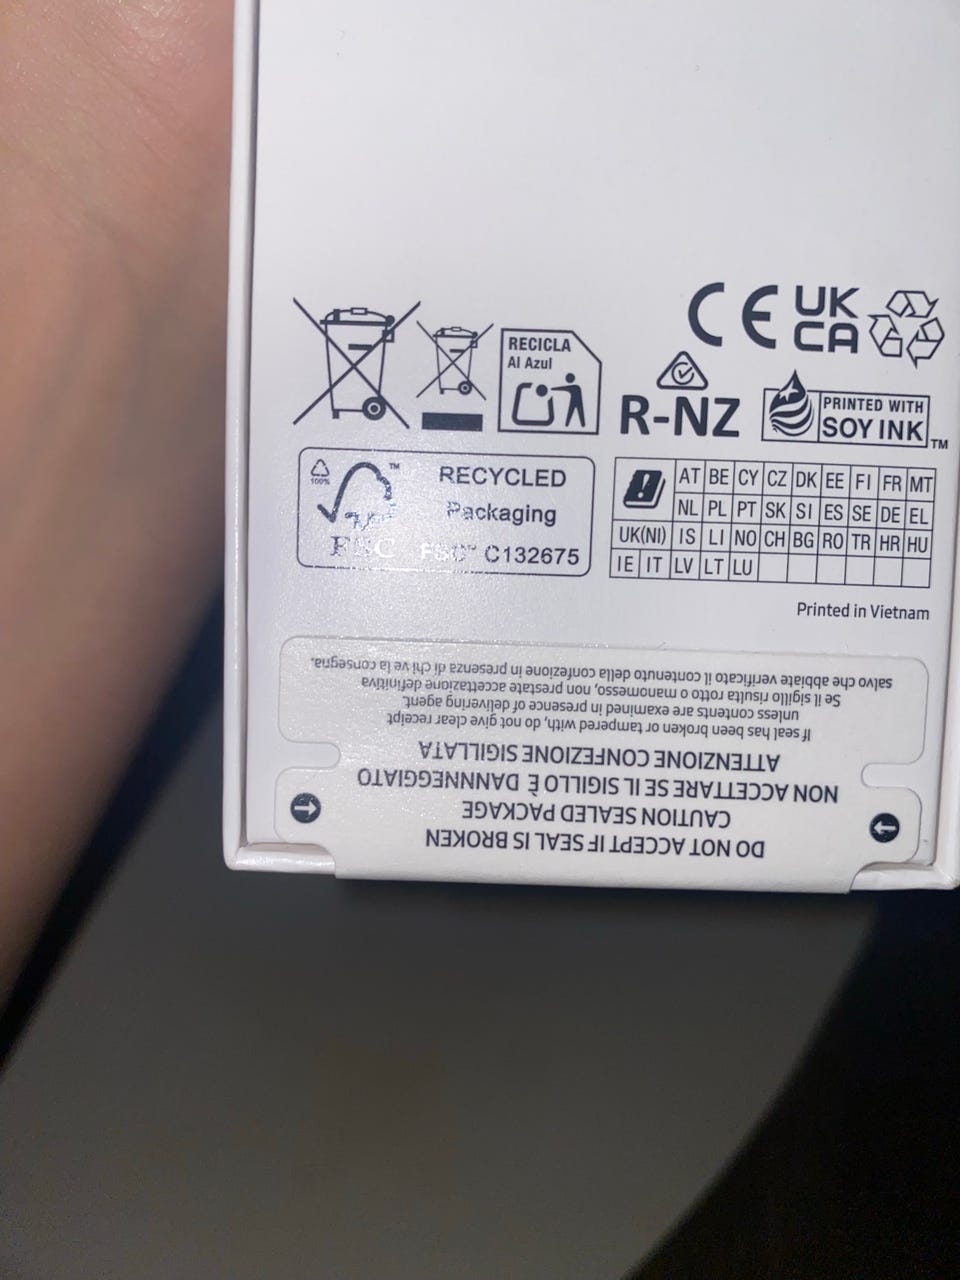 CE
UK
CA
RECICLA
Al Azul
R-NZ
PRINTED WITH
SOY INK™
100%
™
FSC
RECYCLED
Packaging
FSC™ C132675
AT BE CY CZ DK EE FI FR MT
NL PL PT SK SI ES SE DE EL
UK(NI) IS LI NO CH BG RO TR HR HU
IE IT LV LT LU
Printed in Vietnam
DO NOT ACCEPT IF SEAL IS BROKEN
CAUTION SEALED PACKAGE
NON ACCETTARE SE IL SIGILLO È DANNNEGGIATO
ATTENZIONE CONFEZIONE SIGILLATA
If seal has been broken or tampered with, do not give clear receipt
unless contents are examined in presence of delivering agent.
Se il sigillo risulta rotto o manomesso, non prestate accettazione definitiva
salvo che abbiate verificato il contenuto della confezione in presenza di chi la ve la consegna.